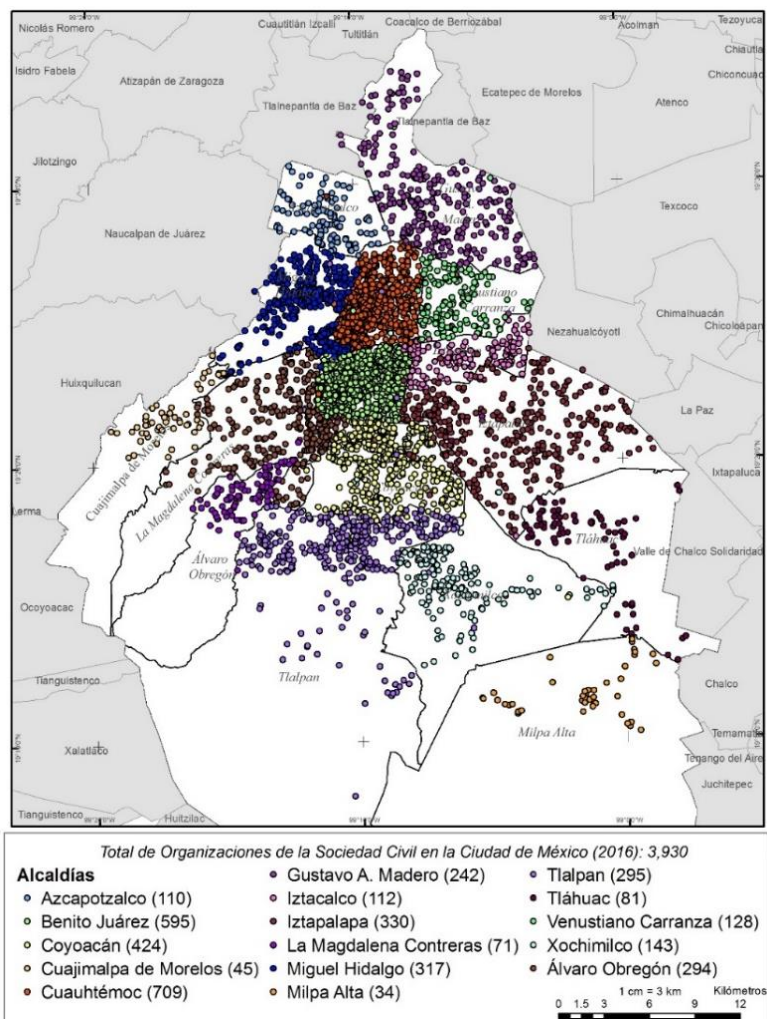 Coacalco de Berriozábal
Nicolás Romero
Cuautitlán Izcalli
Tultitlán
Acolman
Tezoyuca
Chiautla
Isidro Fabela
Atizapán de Zaragoza
Chiconcuac
Tlalnepantla de Baz
Ecatepec de Morelos
Atenco
Tlalnepantla de Baz
Jilotzingo
Texcoco
Naucalpan de Juárez
Venustiano
Carranza
Chimalhuacán
Nezahualcóyotl
Chicoloapan
Huixquilucan
La Paz
Iztapalapa
Cuajimalpa de Morelos
La Magdalena Contreras
Ixtapaluca
Lerma
Tláhuac
Valle de Chalco Solidaridad
Álvaro
Obregón
Ocoyoacac
Tlalpan
Tianguistenco
Chalco
Milpa Alta
Temamatla
Xalatlaco
Tenango del Aire
Juchitepec
Tianguistenco
Huitzilac
Total de Organizaciones de la Sociedad Civil en la Ciudad de México (2016): 3,930
Alcaldías
Azcapotzalco (110)
Benito Juárez (595)
Coyoacán (424)
Cuajimalpa de Morelos (45)
Cuauhtémoc (709)
Gustavo A. Madero (242)
Iztacalco (112)
Iztapalapa (330)
La Magdalena Contreras (71)
Miguel Hidalgo (317)
Milpa Alta (34)
Tlalpan (295)
Tláhuac (81)
Venustiano Carranza (128)
Xochimilco (143)
Álvaro Obregón (294)
1 cm = 3 km Kilómetros
0 1.5 3 6 9 12